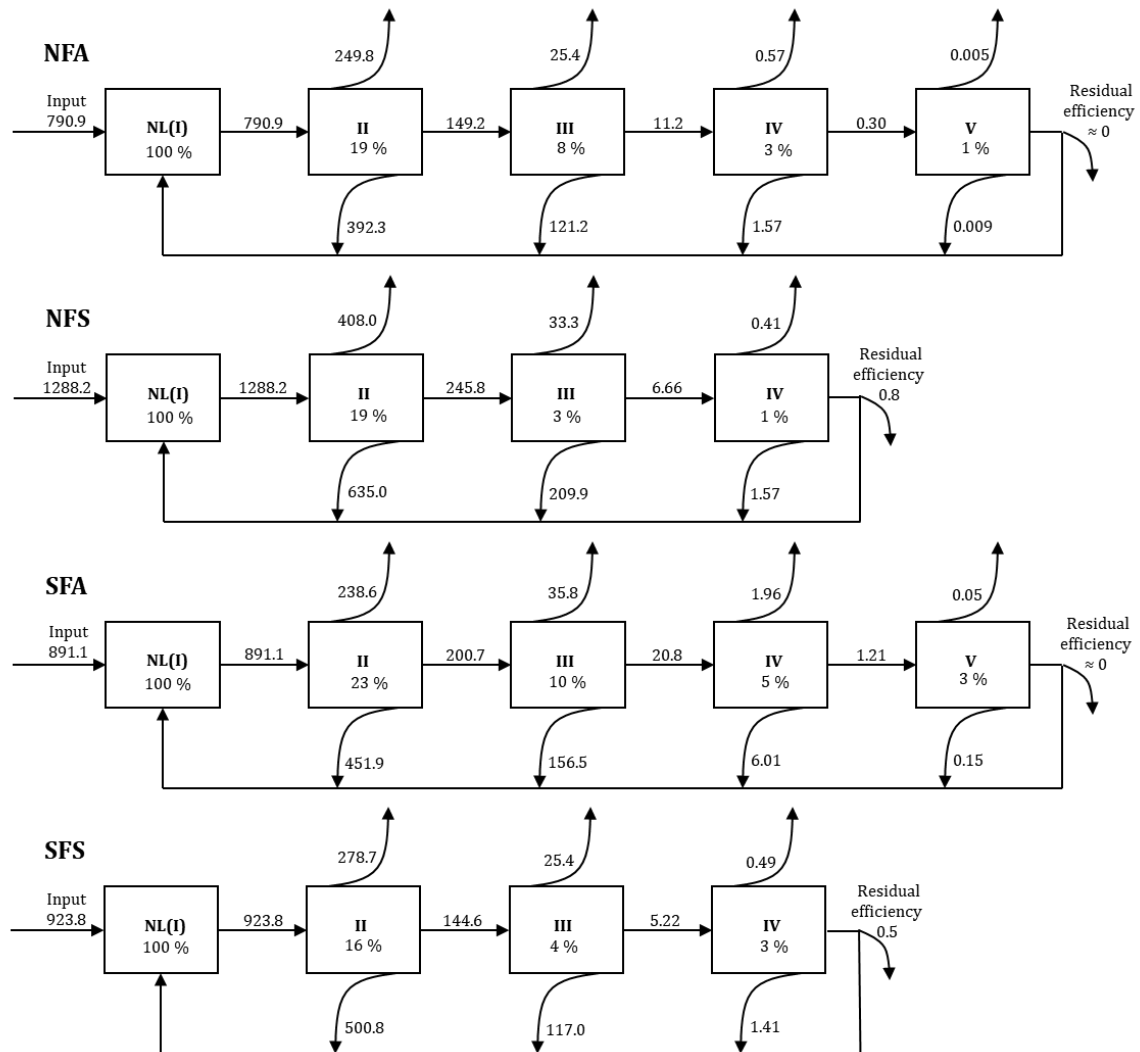 NFA
249.8
25.4
0.57
0.005
Input
790.9
NL(I)
100 %
790.9
II
19 %
149.2
III
8 %
11.2
IV
3 %
0.30
V
1 %
Residual
efficiency
≈ 0
392.3
121.2
1.57
0.009
NFS
408.0
33.3
0.41
Input
1288.2
NL(I)
100 %
1288.2
II
19 %
245.8
III
3 %
6.66
IV
1 %
Residual
efficiency
0.8
635.0
209.9
1.57
SFA
238.6
35.8
1.96
0.05
Input
891.1
NL(I)
100 %
891.1
II
23 %
200.7
III
10 %
20.8
IV
5 %
1.21
V
3 %
Residual
efficiency
≈ 0
451.9
156.5
6.01
0.15
SFS
278.7
25.4
0.49
Input
923.8
NL(I)
100 %
923.8
II
16 %
144.6
III
4 %
5.22
IV
3 %
Residual
efficiency
0.5
500.8
117.0
1.41